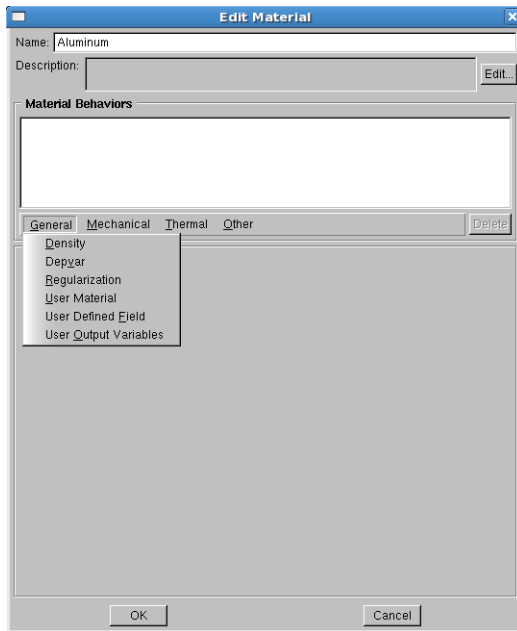 Edit Material
Name: Aluminum
Description:
Edit...
Material Behaviors
General Mechanical Thermal Other Delete
Density
Depvar
Regularization
User Material
User Defined Field
User Output Variables
OK Cancel